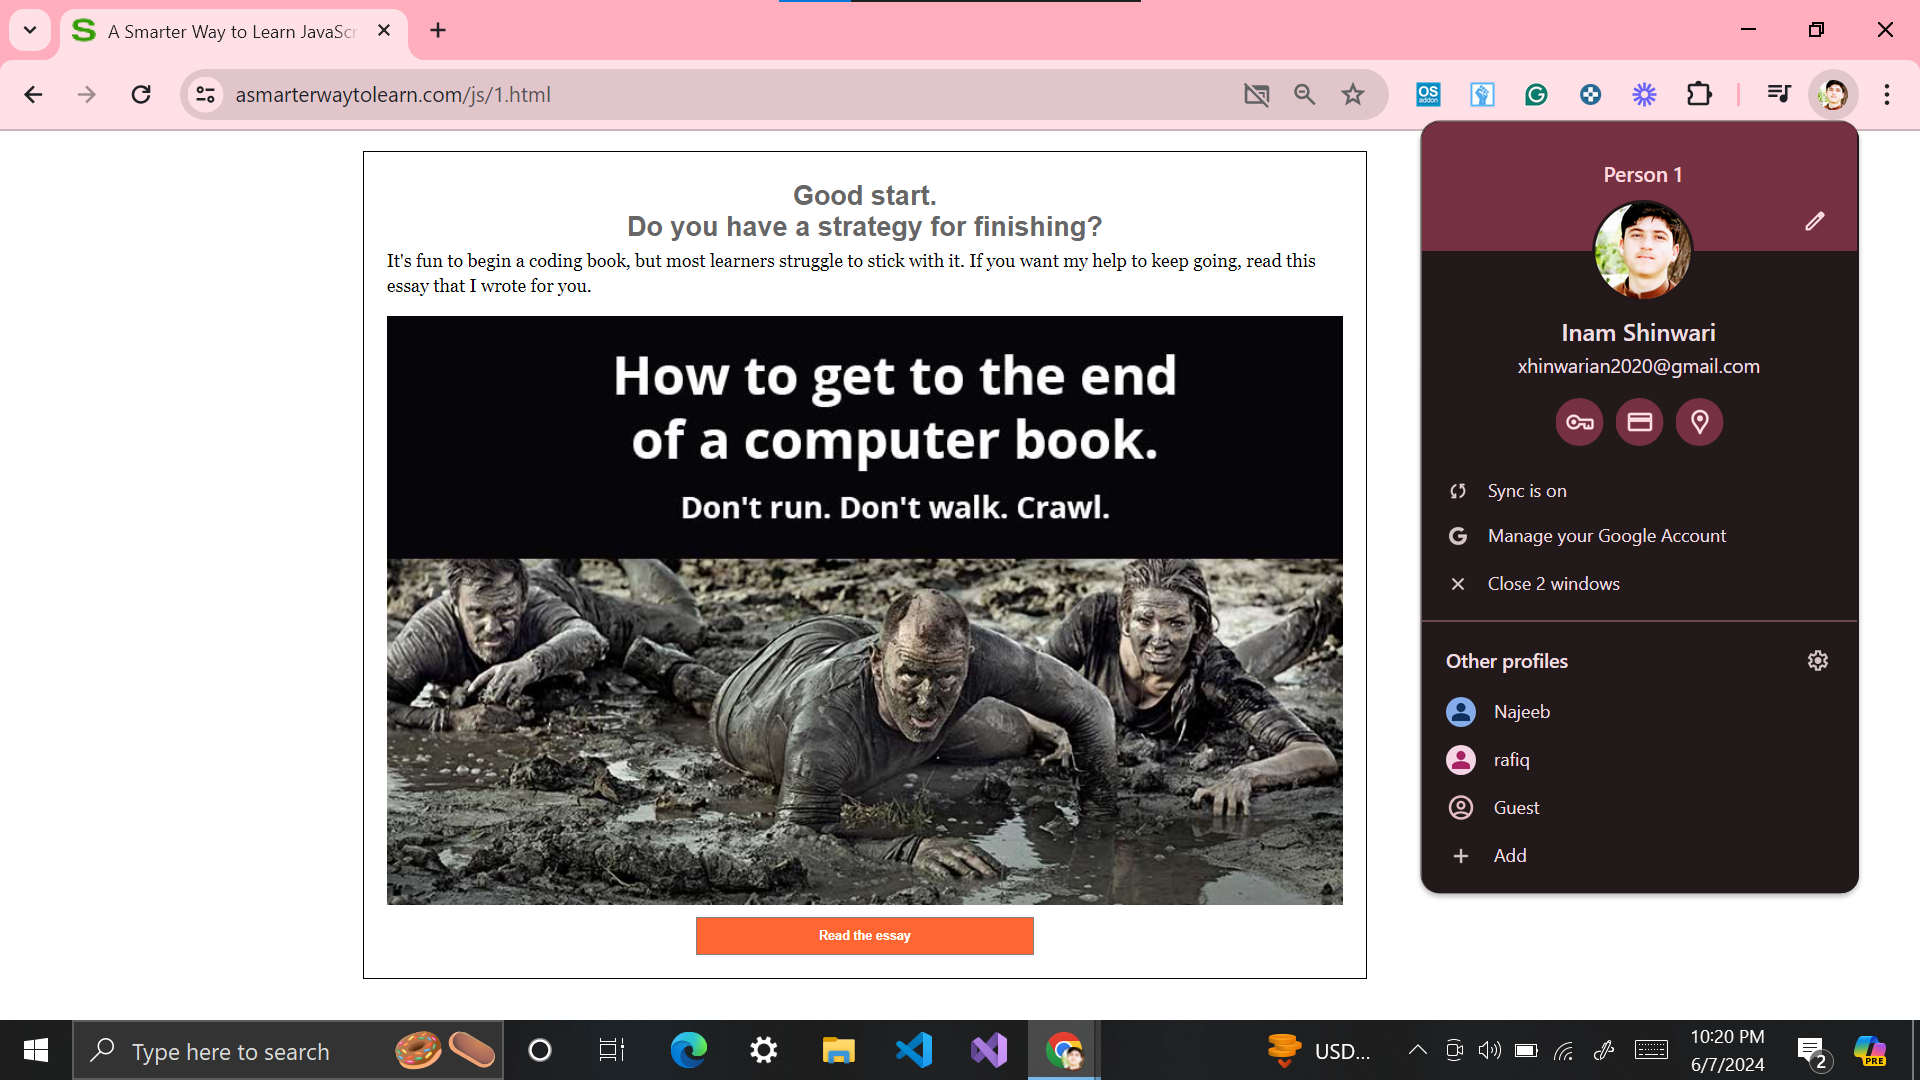 A Smarter Way to Learn JavaScr
asmarterwaytolearn.com/js/1.html
OS
addon
Good start.
Do you have a strategy for finishing?
It's fun to begin a coding book, but most learners struggle to stick with it. If you want my help to keep going, read this
essay that I wrote for you.
How to get to the end
of a computer book.
Don't run. Don't walk. Crawl.
Read the essay
Person 1
Inam Shinwari
xhinwarian2020@gmail.com
Sync is on
Manage your Google Account
Close 2 windows
Other profiles
Najeeb
rafiq
Guest
Add
Type here to search
USD...
10:20 PM
6/7/2024
2
PRE